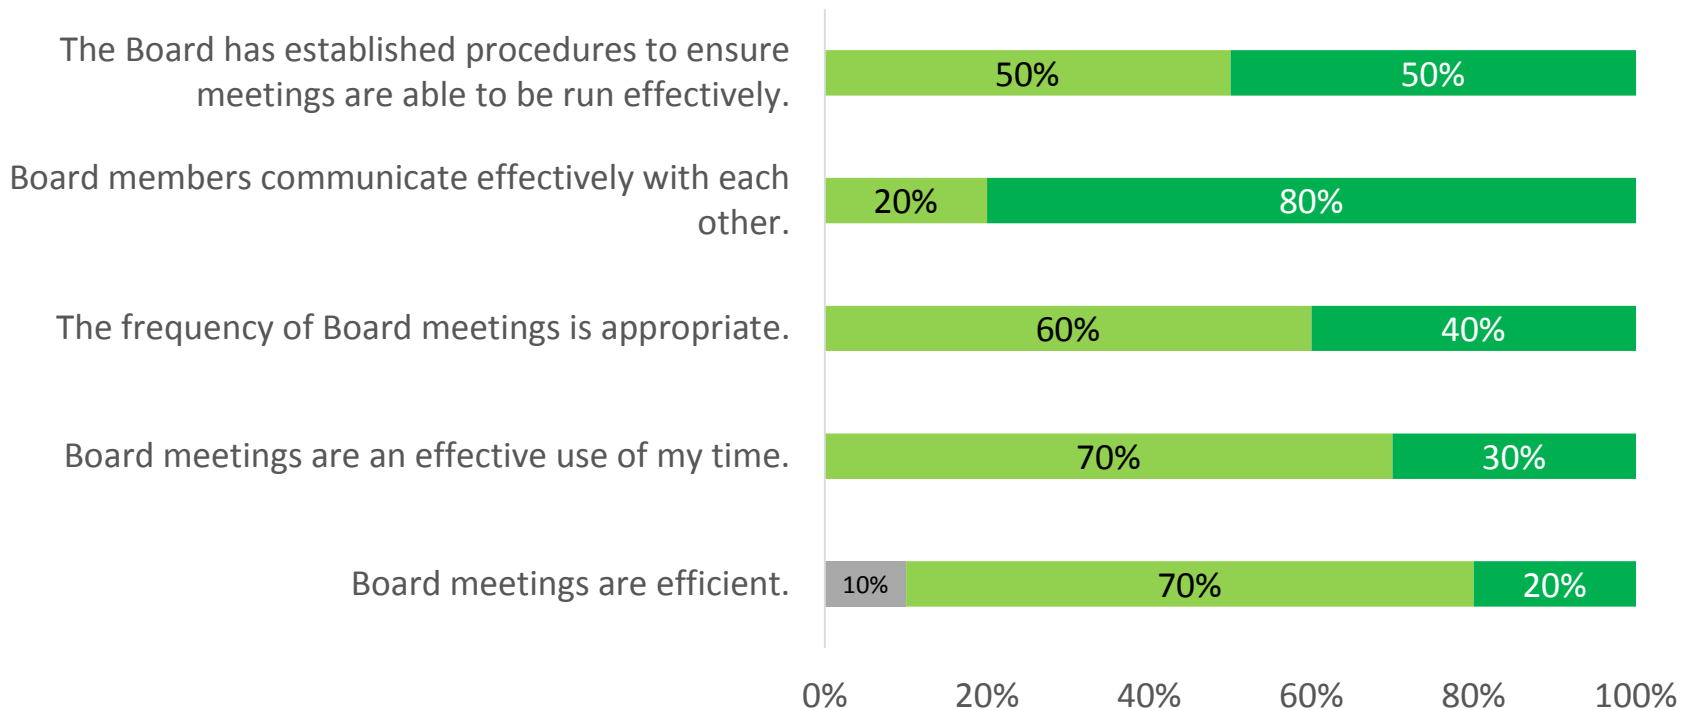 The Board has established procedures to ensure
meetings are able to be run effectively.
50%
50%
Board members communicate effectively with each
other.
20%
80%
The frequency of Board meetings is appropriate.
60%
40%
Board meetings are an effective use of my time.
70%
30%
Board meetings are efficient.
10%
70%
20%
0%
20%
40%
60%
80%
100%